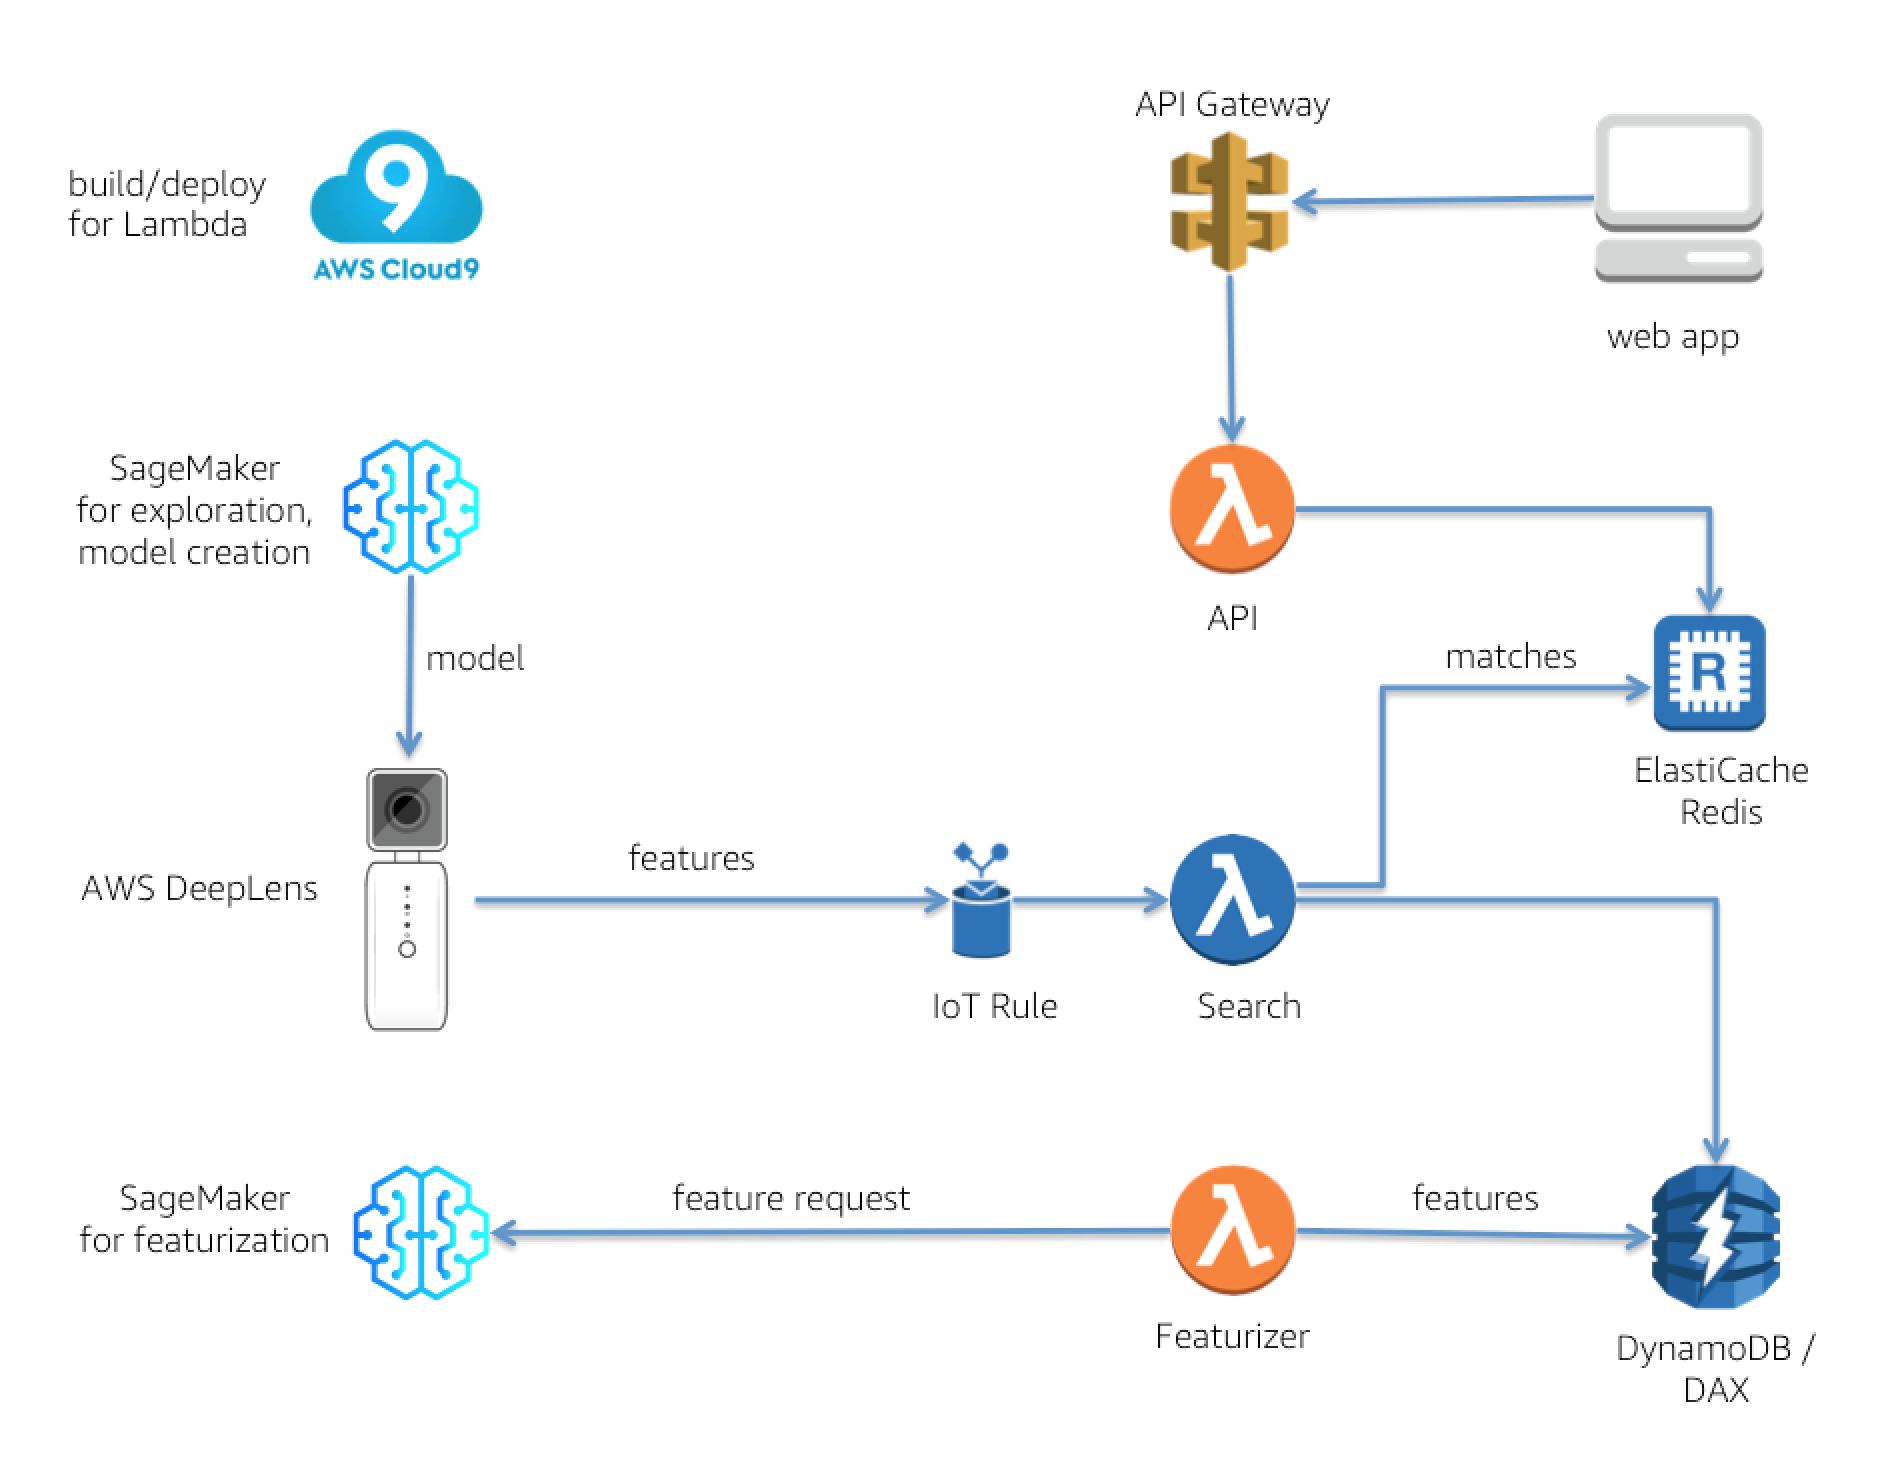 API Gateway
build/deploy
for Lambda
9
AWS Cloud9
web app
SageMaker
for exploration,
model creation
λ
API
model
matches
R
ElastiCache
Redis
features
AWS DeepLens
λ
IoT Rule
Search
SageMaker
for featurization
feature request
λ
features
Featurizer
DynamoDB /
DAX